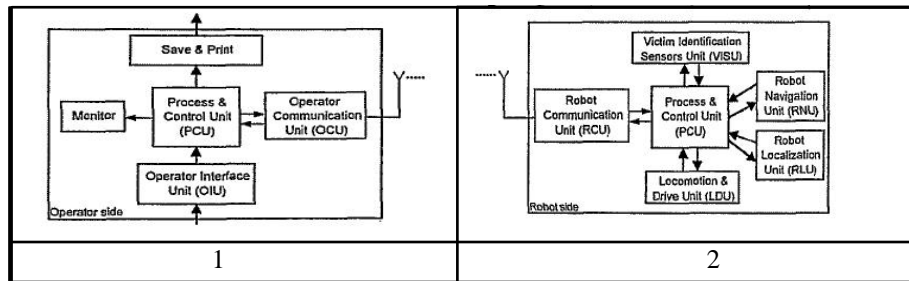 Save & Print
Monitor
Process &
Control Unit
(PCU)
Operator
Communication
Unit (OCU)
Operator Interface
Unit (OIU)
Operator side
1
Victim Identification
Sensors Unit (VISU)
Robot
Communication
Unit (RCU)
Process &
Control Unit
(PCU)
Robot
Navigation
Unit (RNU)
Robot
Localization
Unit (RLU)
Locomotion &
Drive Unit (LDU)
Robot side
2